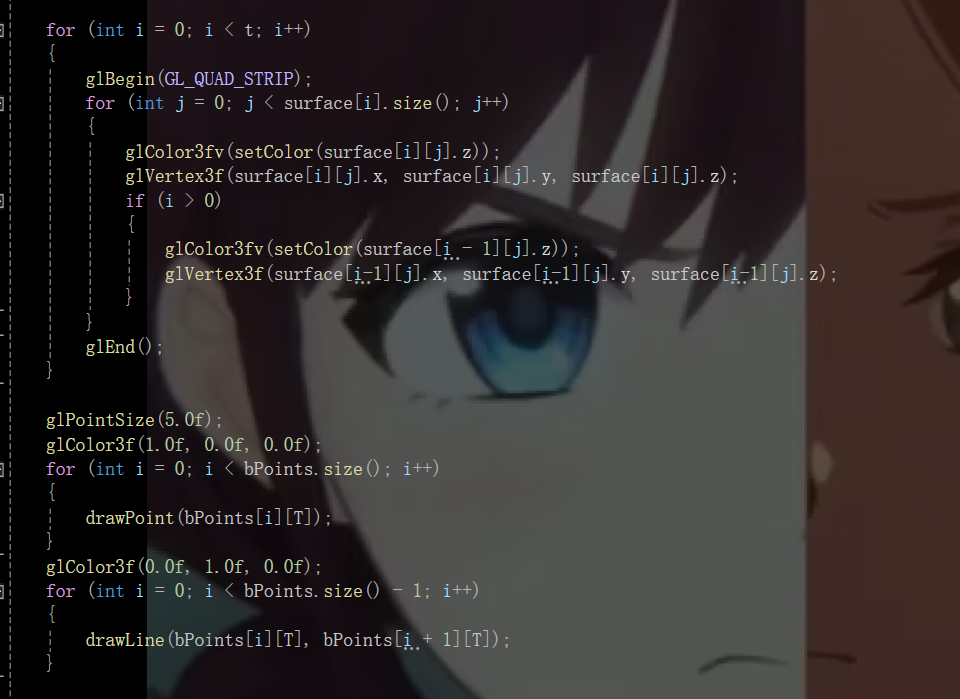 for (int i = 0; i < t; i++)
{
glBegin(GL_QUAD_STRIP);
for (int j = 0; j < surface[i].size(); j++)
{
glColor3fv(setColor(surface[i][j].z));
glVertex3f(surface[i][j].x, surface[i][j].y, surface[i][j].z);
if (i > 0)
{
glColor3fv(setColor(surface[i - 1][j].z));
glVertex3f(surface[i-1][j].x, surface[i-1][j].y, surface[i-1][j].z);
}
}
glEnd();
}
glPointSize(5.0f);
glColor3f(1.0f, 0.0f, 0.0f);
for (int i = 0; i < bPoints.size(); i++)
{
drawPoint(bPoints[i][T]);
}
glColor3f(0.0f, 1.0f, 0.0f);
for (int i = 0; i < bPoints.size() - 1; i++)
{
drawLine(bPoints[i][T], bPoints[i + 1][T]);
}